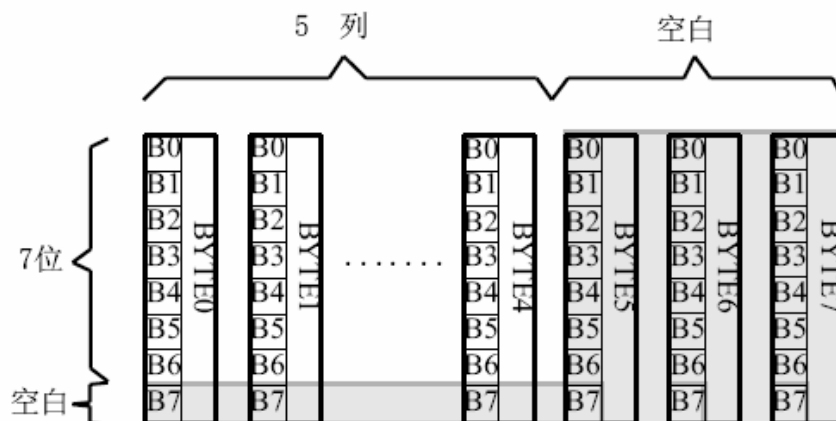 5 列 空白
B0 B0 B0 B0 B0 B0
B1 B1 B1 B1 B1 B1
B2 B2 B2 B2 B2 B2
7位 B3 B3 ....... B3 B3 B3 B3
B4 B4 B4 B4 B4 B4
B5 B5 B5 B5 B5 B5
B6 B6 B6 B6 B6 B6
空白 B7 B7 B7 B7 B7 B7
BYTE0 BYTE1 BYTE4 BYTE5 BYTE6 BYTE7